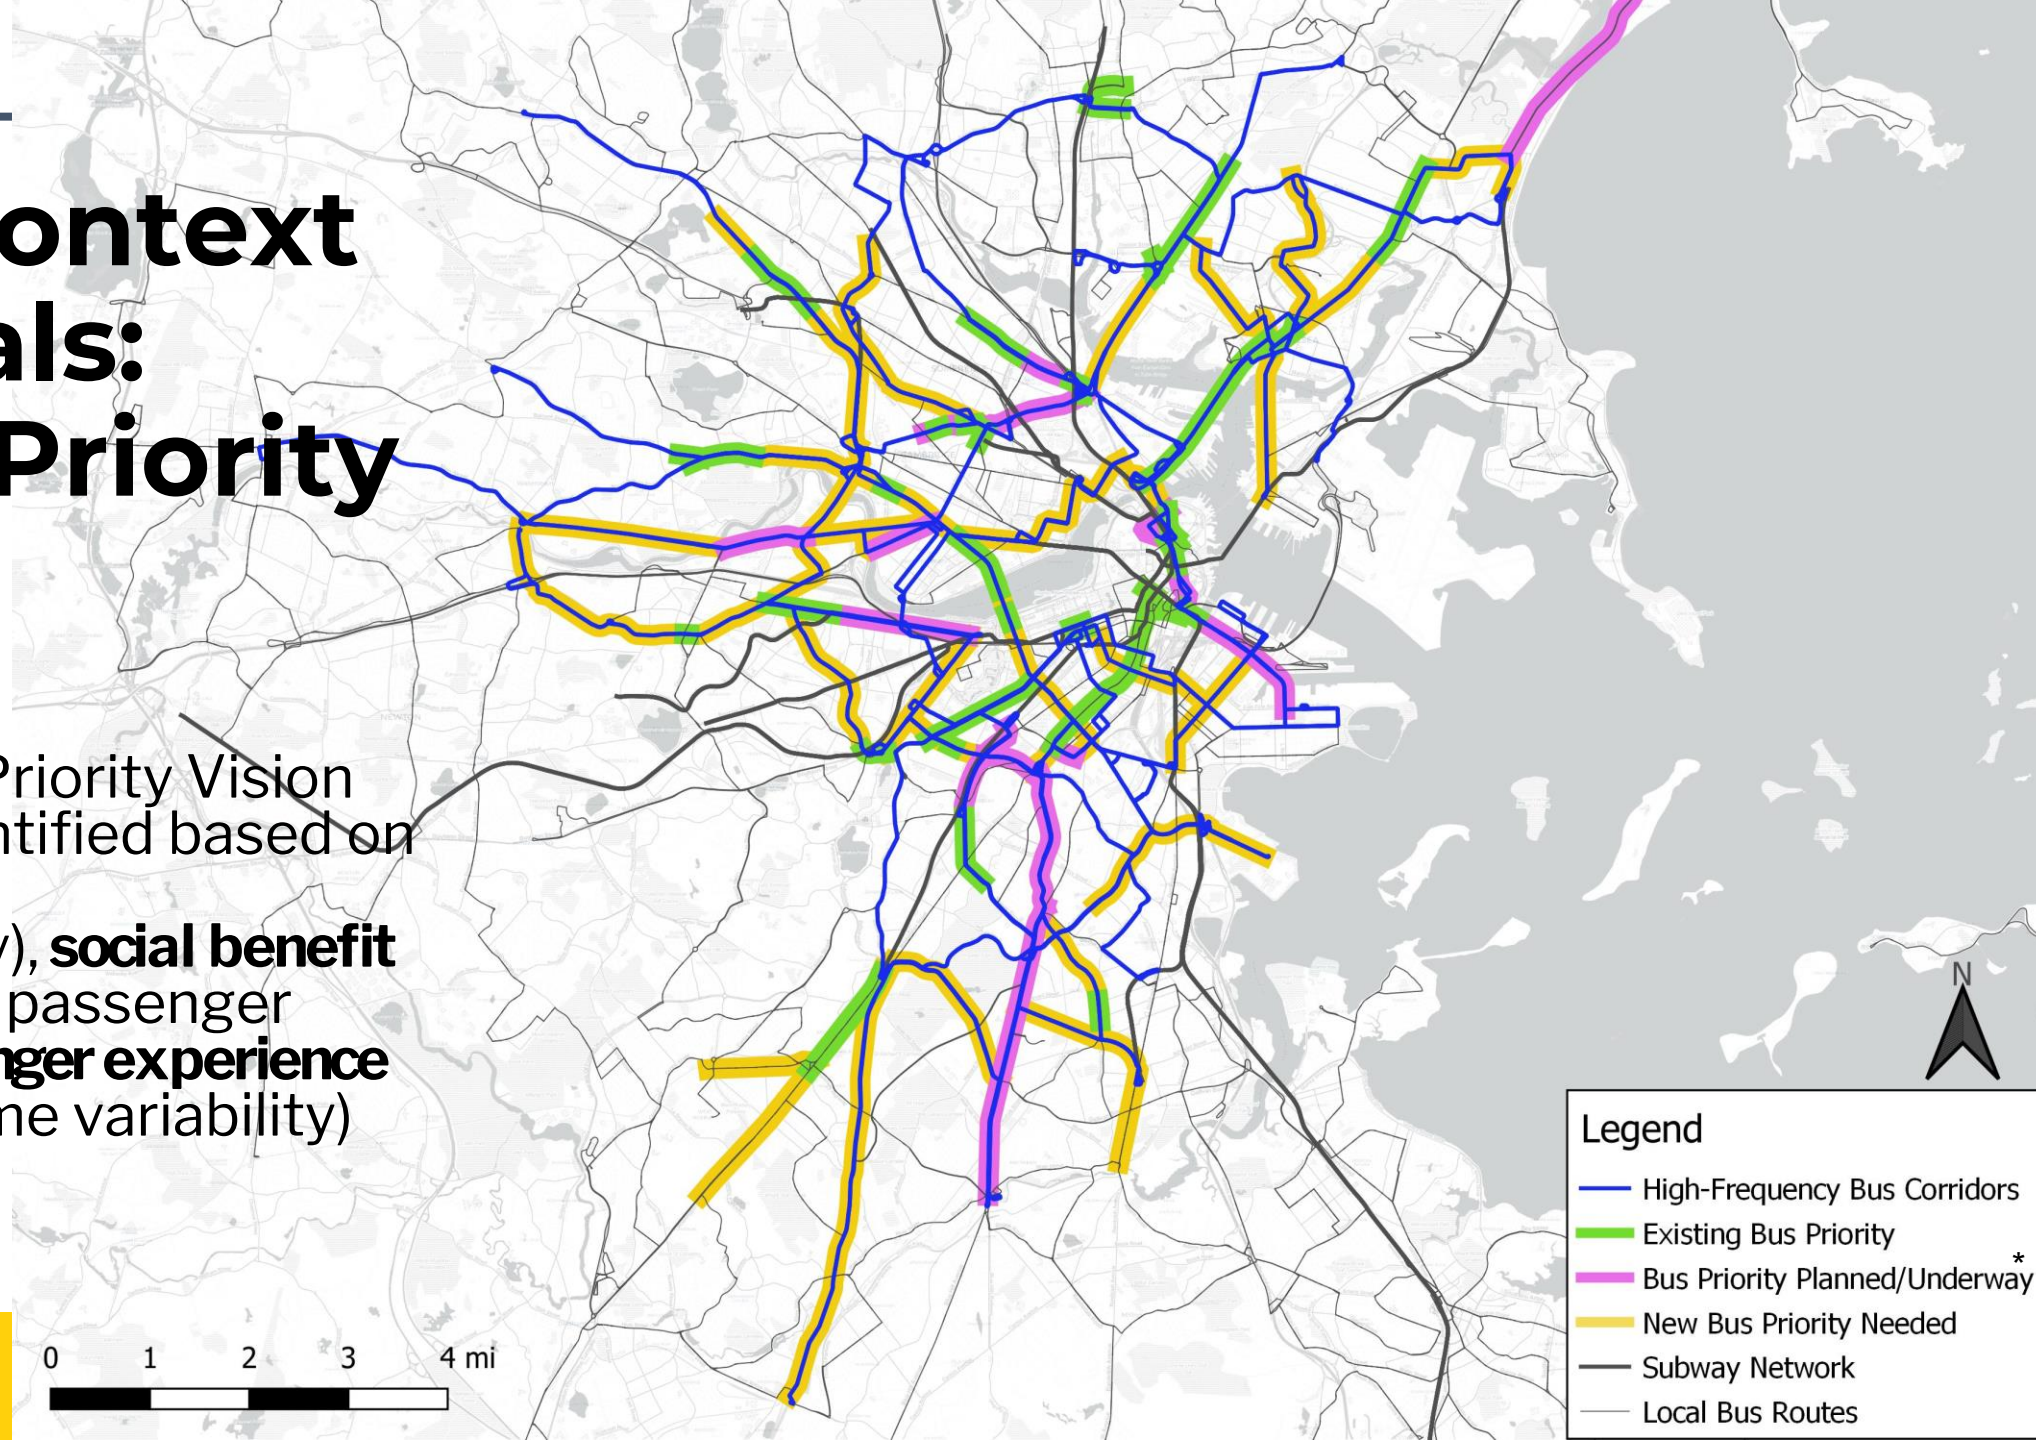 ontext
als:
Priority
Priority Vision
ntified based on
y), social benefit
passenger
nger experience
me variability)
0 1 2 3 4 mi
N
Legend
High-Frequency Bus Corridors
Existing Bus Priority
Bus Priority Planned/Underway*
New Bus Priority Needed
Subway Network
Local Bus Routes